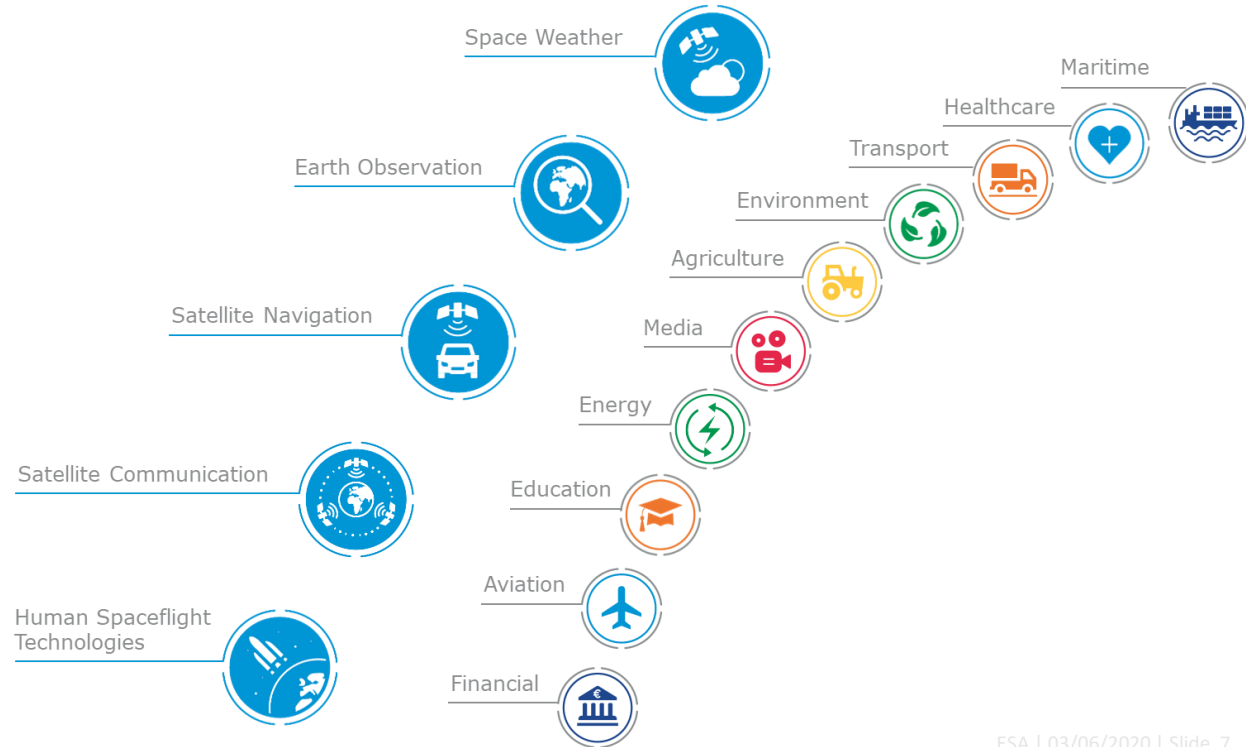 Space Weather
Earth Observation
Satellite Navigation
Satellite Communication
Human Spaceflight
Technologies
Maritime
Healthcare
Transport
Environment
Agriculture
Media
Energy
Education
Aviation
Financial
€
ESA | 03/06/2020 | Slide 7